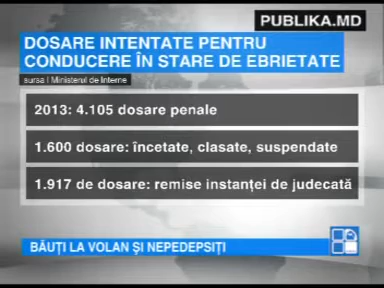 PUBLIKA.MD
DOSARE INTENTATE PENTRU
CONDUCERE ÎN STARE DE EBRIETATE
sursa | Ministerul de Interne
2013: 4.105 dosare penale
1.600 dosare: încetate, clasate, suspendate
1.917 de dosare: remise instanței de judecată
BĂUȚI LA VOLAN ȘI NEPEDEPSIȚI